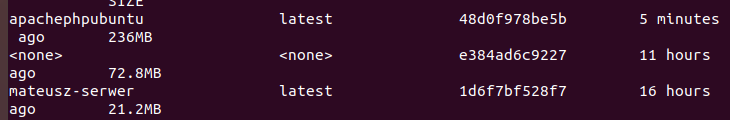 SIZE
apachephpubuntu latest 48d0f978be5b 5 minutes
ago 236MB
<none> <none> e384ad6c9227 11 hours
ago 72.8MB
mateusz-serwer latest 1d6f7bf528f7 16 hours
ago 21.2MB